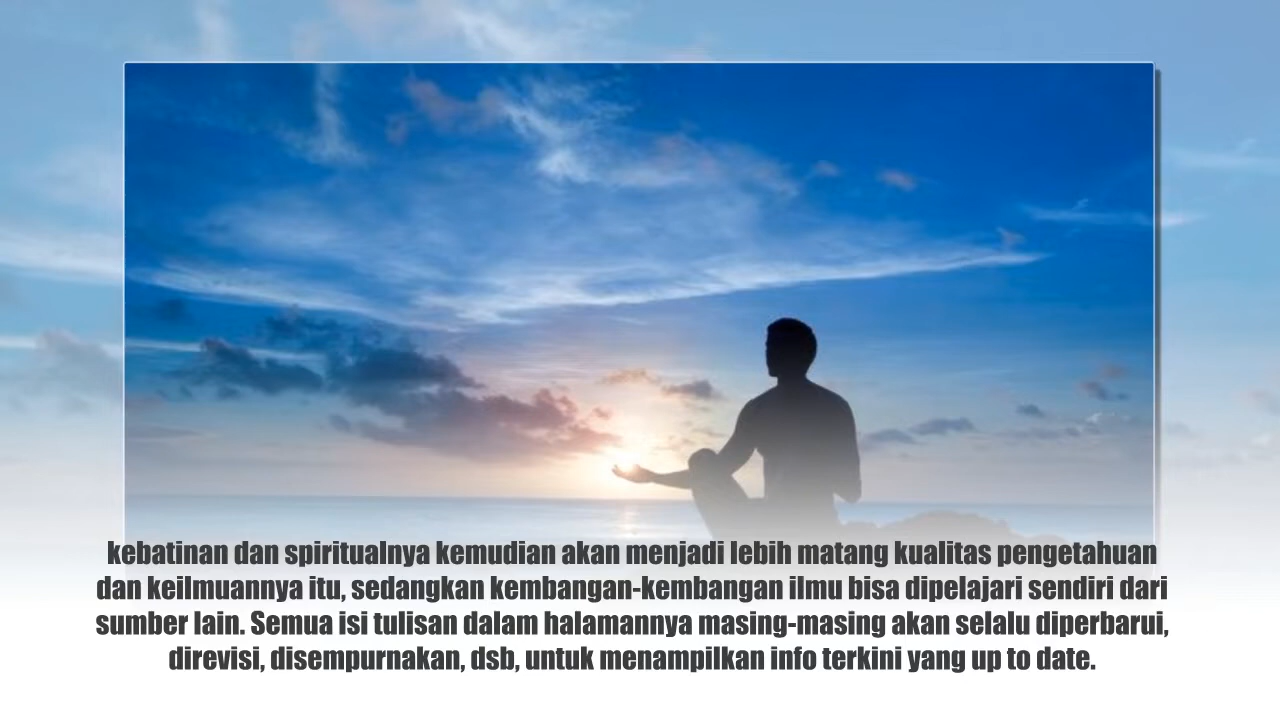 kebatinan dan spiritualnya kemudian akan menjadi lebih matang kualitas pengetahuan
dan keilmuannya itu, sedangkan kembangan-kembangan ilmu bisa dipelajari sendiri dari
sumber lain. Semua isi tulisan dalam halamannya masing-masing akan selalu diperbarui,
direvisi, disempurnakan, dsb, untuk menampilkan info terkini yang up to date.